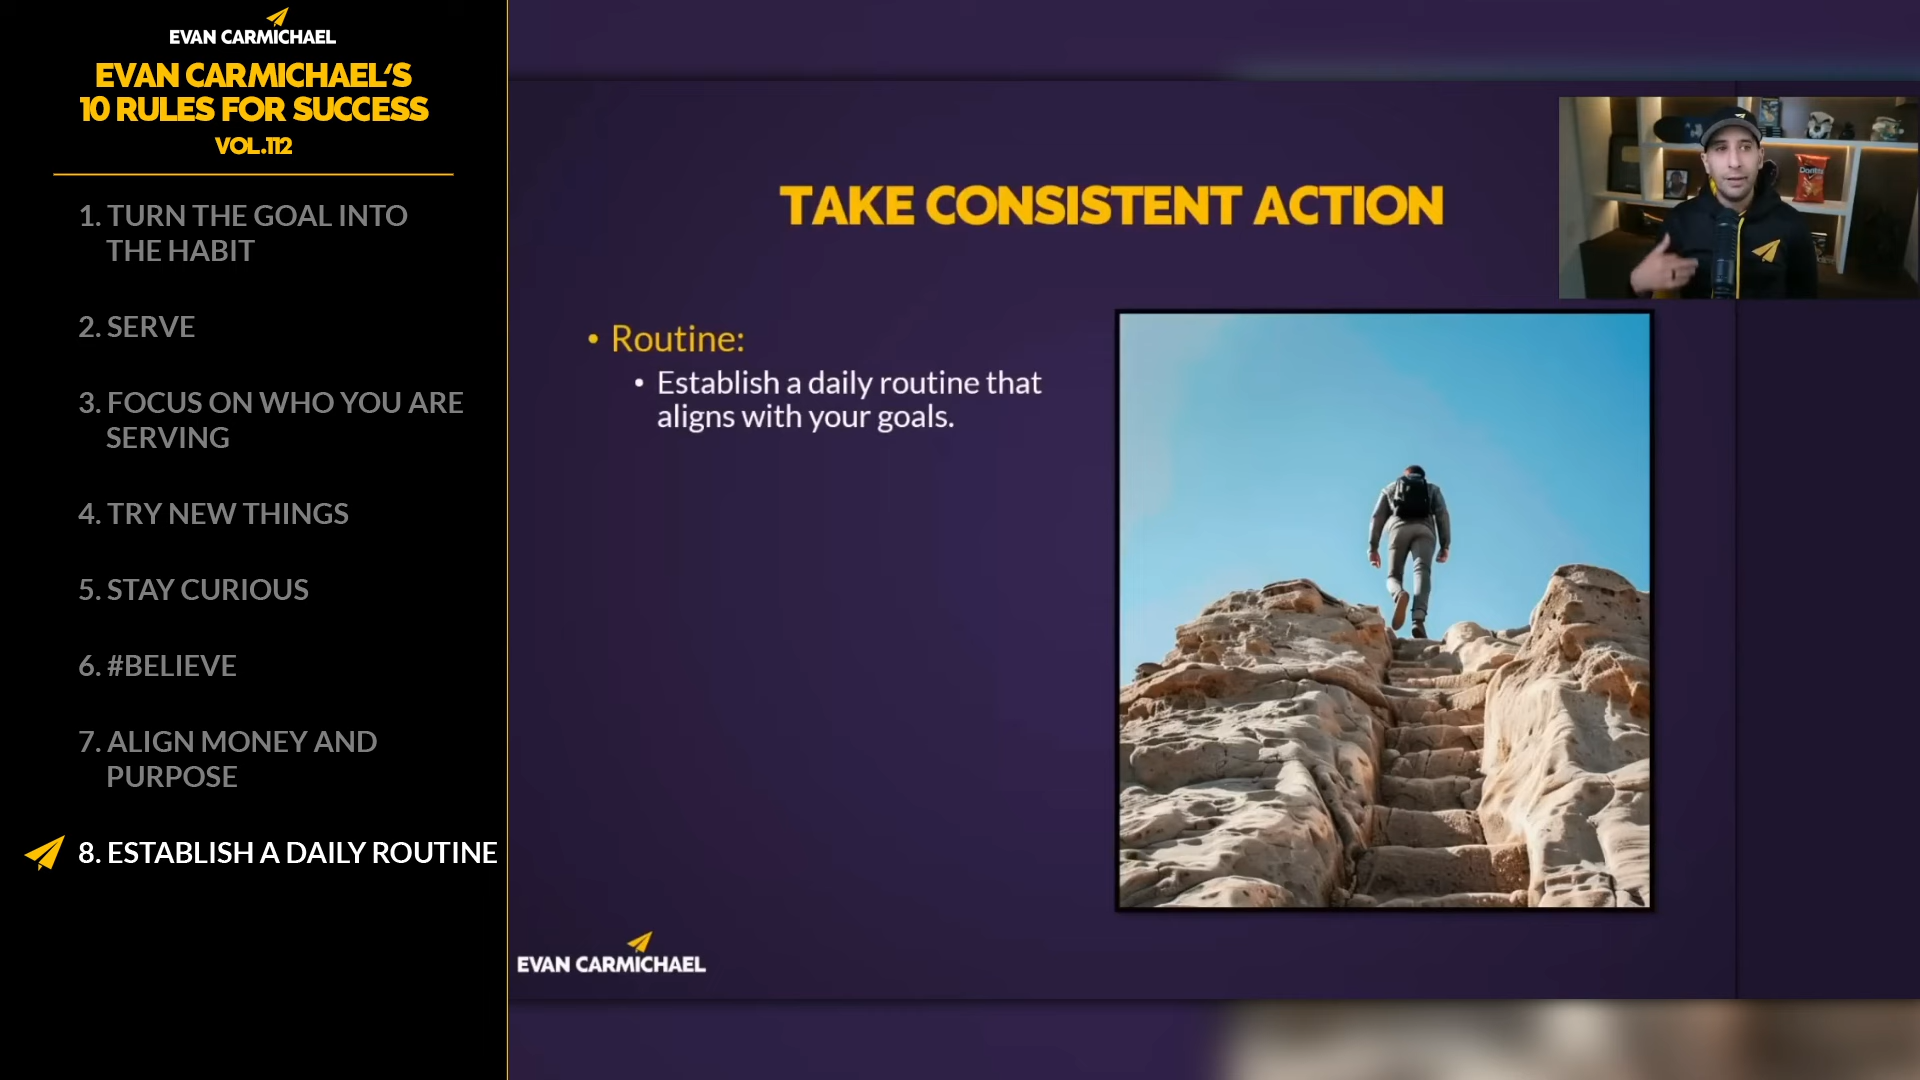 EVAN CARMICHAEL
EVAN CARMICHAEL'S
10 RULES FOR SUCCESS
VOL.112
1. TURN THE GOAL INTO
THE HABIT
2. SERVE
3. FOCUS ON WHO YOU ARE
SERVING
4. TRY NEW THINGS
5. STAY CURIOUS
6. #BELIEVE
7. ALIGN MONEY AND
PURPOSE
8. ESTABLISH A DAILY ROUTINE
TAKE CONSISTENT ACTION
• Routine:
• Establish a daily routine that
aligns with your goals.
EVAN CARMICHAEL
Doritos